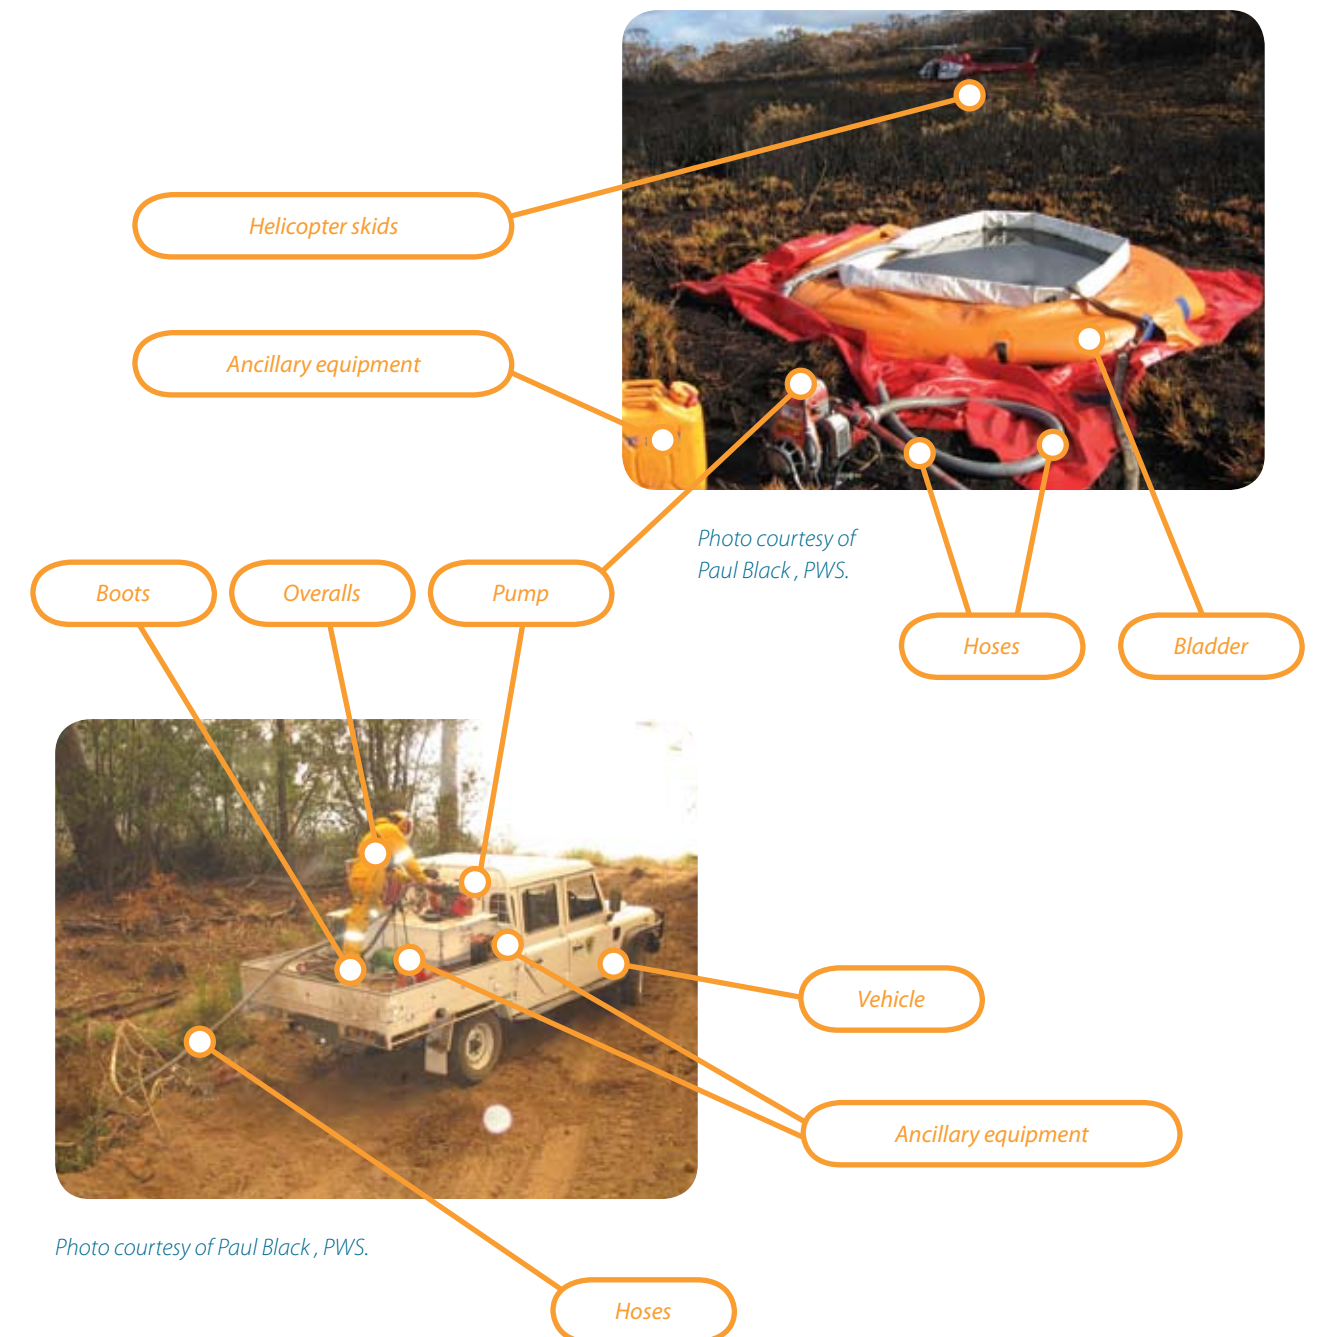 Helicopter skids
Ancillary equipment
Photo courtesy of
Paul Black , PWS.
Boots
Overalls
Pump
Hoses
Bladder
Vehicle
Ancillary equipment
Photo courtesy of Paul Black , PWS.
Hoses